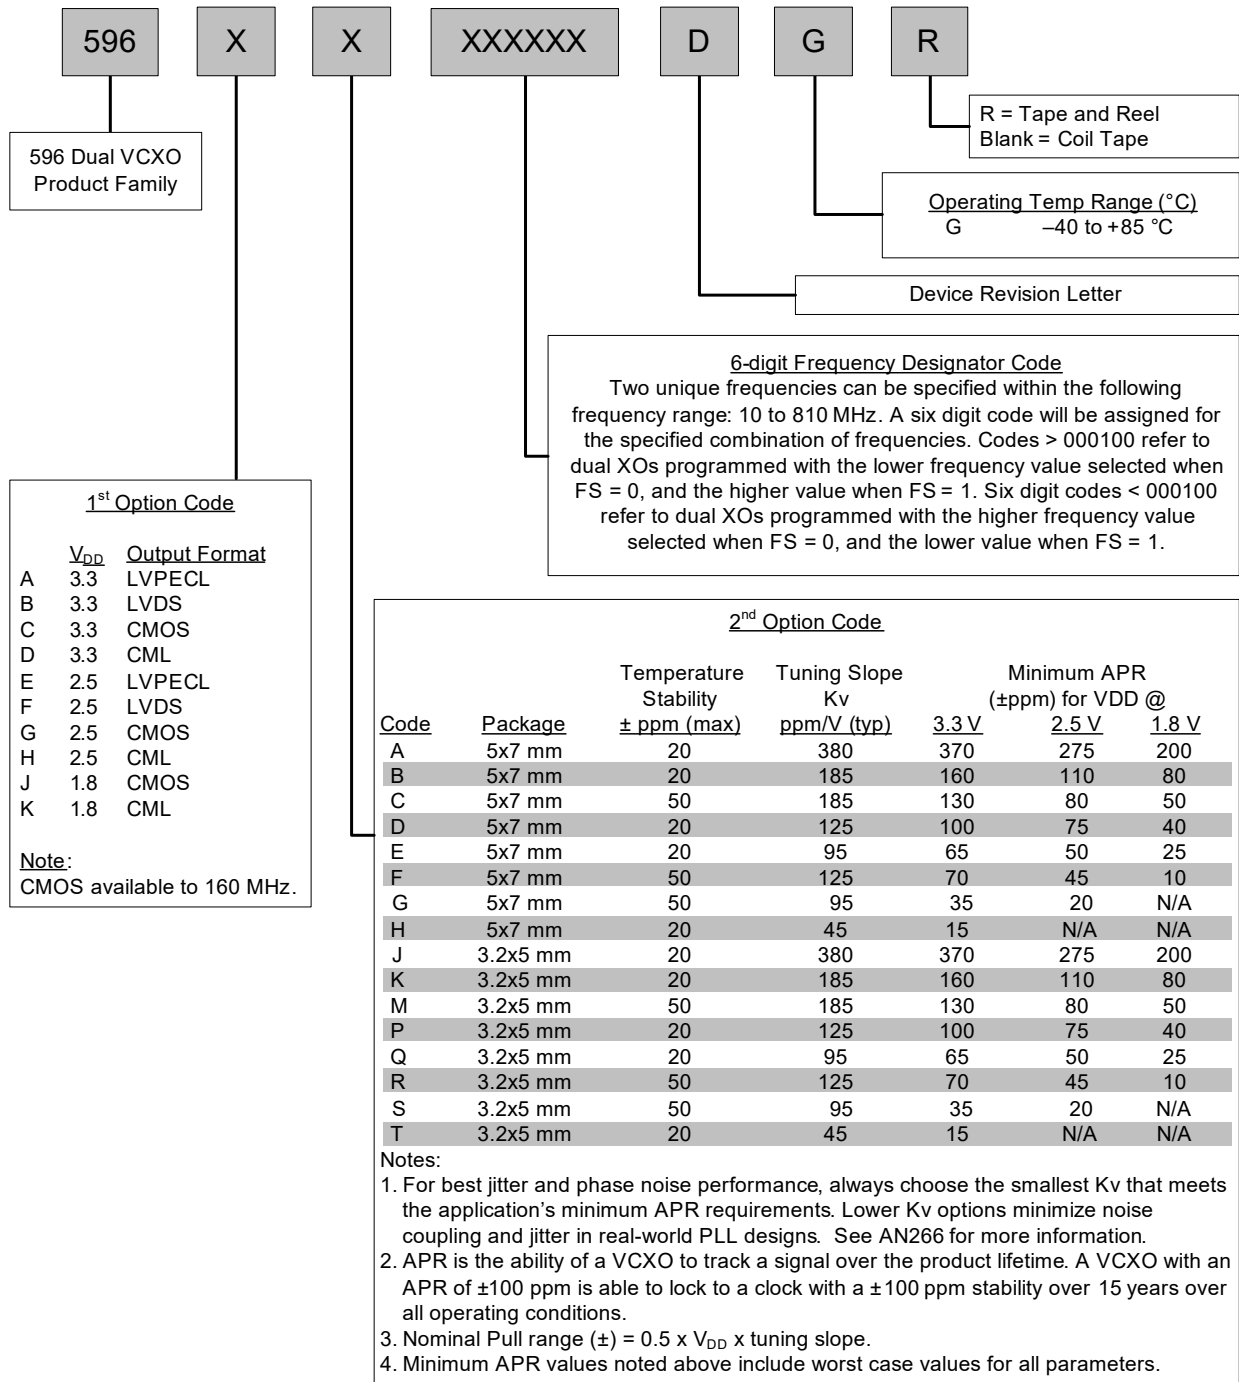 596 X X XXXXXX D G R
R = Tape and Reel
Blank = Coil Tape
596 Dual VCXO
Product Family
Operating Temp Range (°C)
G –40 to +85 °C
Device Revision Letter
6-digit Frequency Designator Code
Two unique frequencies can be specified within the following
frequency range: 10 to 810 MHz. A six digit code will be assigned for
the specified combination of frequencies. Codes > 000100 refer to
dual XOs programmed with the lower frequency value selected when
FS = 0, and the higher value when FS = 1. Six digit codes < 000100
refer to dual XOs programmed with the higher frequency value
selected when FS = 0, and the lower value when FS = 1.
1st Option Code
VDD Output Format
A 3.3 LVPECL
B 3.3 LVDS
C 3.3 CMOS
D 3.3 CML
E 2.5 LVPECL
F 2.5 LVDS
G 2.5 CMOS
H 2.5 CML
J 1.8 CMOS
K 1.8 CML
Note:
CMOS available to 160 MHz.
2nd Option Code
Temperature Tuning Slope Minimum APR
Stability Kv (±ppm) for VDD @
Code Package ± ppm (max) ppm/V (typ) 3.3 V 2.5 V 1.8 V
A 5x7 mm 20 380 370 275 200
B 5x7 mm 20 185 160 110 80
C 5x7 mm 50 185 130 80 50
D 5x7 mm 20 125 100 75 40
E 5x7 mm 20 95 65 50 25
F 5x7 mm 50 125 70 45 10
G 5x7 mm 50 95 35 20 N/A
H 5x7 mm 20 45 15 N/A N/A
J 3.2x5 mm 20 380 370 275 200
K 3.2x5 mm 20 185 160 110 80
M 3.2x5 mm 50 185 130 80 50
P 3.2x5 mm 20 125 100 75 40
Q 3.2x5 mm 20 95 65 50 25
R 3.2x5 mm 50 125 70 45 10
S 3.2x5 mm 50 95 35 20 N/A
T 3.2x5 mm 20 45 15 N/A N/A
Notes:
1. For best jitter and phase noise performance, always choose the smallest Kv that meets
the application's minimum APR requirements. Lower Kv options minimize noise
coupling and jitter in real-world PLL designs. See AN266 for more information.
2. APR is the ability of a VCXO to track a signal over the product lifetime. A VCXO with an
APR of ±100 ppm is able to lock to a clock with a ±100 ppm stability over 15 years over
all operating conditions.
3. Nominal Pull range (±) = 0.5 x VDD x tuning slope.
4. Minimum APR values noted above include worst case values for all parameters.